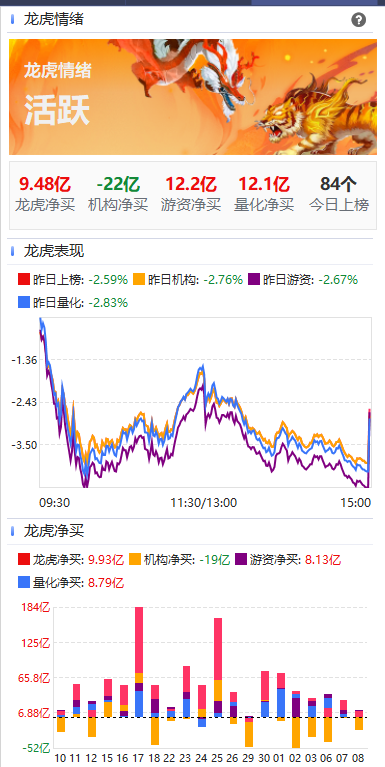 龙虎情绪
?
龙虎情绪
活跃
9.48亿 -22亿 12.2亿 12.1亿 84个
龙虎净买 机构净买 游资净买 量化净买 今日上榜
龙虎表现
昨日上榜: -2.59% 昨日机构: -2.76% 昨日游资: -2.67%
昨日量化: -2.83%
-1.36
-2.43
-3.50
09:30 11:30/13:00 15:00
龙虎净买
龙虎净买: 9.93亿 机构净买: -19亿 游资净买: 8.13亿
量化净买: 8.79亿
184亿
125亿
65.8亿
6.88亿
-52亿
10 11 12 15 16 17 18 19 22 23 24 25 26 29 30 01 02 03 06 07 08